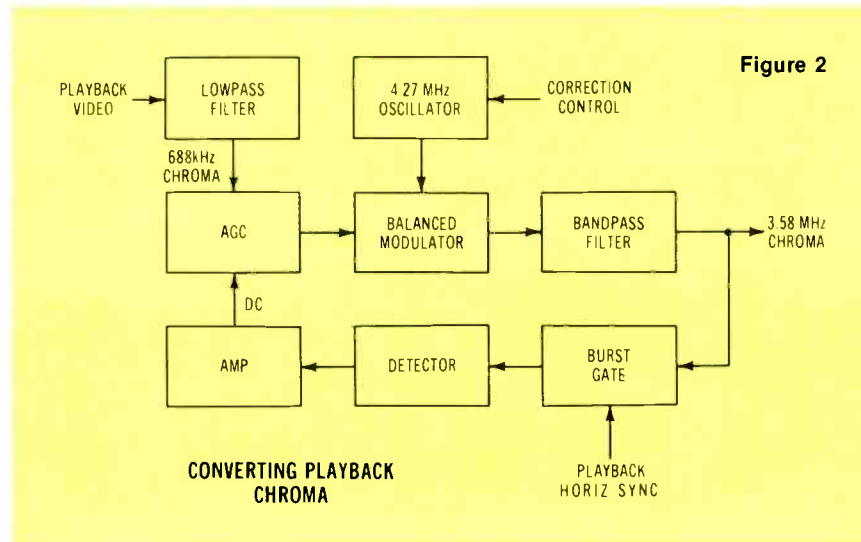 Figure 2
PLAYBACK
VIDEO
LOWPASS
FILTER
4.27 MHz
OSCILLATOR
CORRECTION
CONTROL
688kHz
CHROMA
AGC
BALANCED
MODULATOR
BANDPASS
FILTER
3.58 MHz
CHROMA
DC
AMP
DETECTOR
BURST
GATE
CONVERTING PLAYBACK
CHROMA
PLAYBACK
HORIZ SYNC